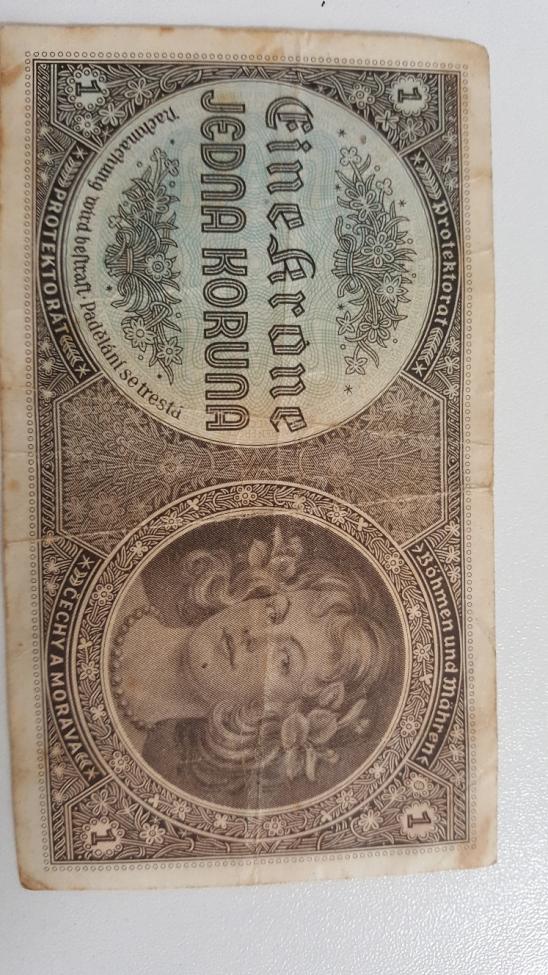 1
1
Protektorat
Böhmen und Mähren
Eine Krone
JEDNA KORUNA
Nachmachung wird bestraft · Padělání se trestá
PROTEKTORÁT
ČECHY A MORAVA
1
1